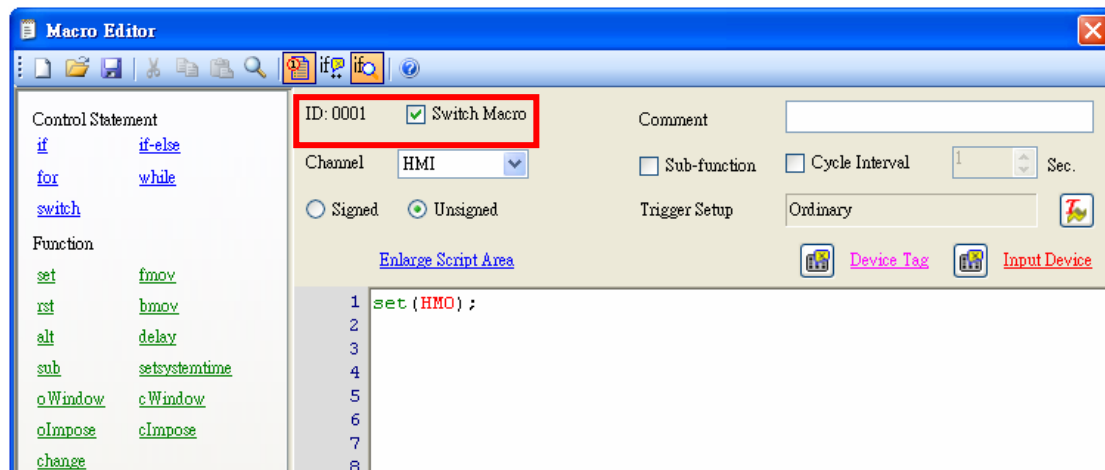 Macro Editor
if if
Control Statement
if if-else
for while
switch
Function
set fmov
rst bmov
alt delay
sub setsystemtime
oWindow cWindow
oImpose cImpose
change
ID: 0001 Switch Macro Comment
Channel HMI Sub-function Cycle Interval 1 Sec.
Signed Unsigned Trigger Setup Ordinary
Enlarge Script Area Device Tag Input Device
1 set(HM0);
2
3
4
5
6
7
8